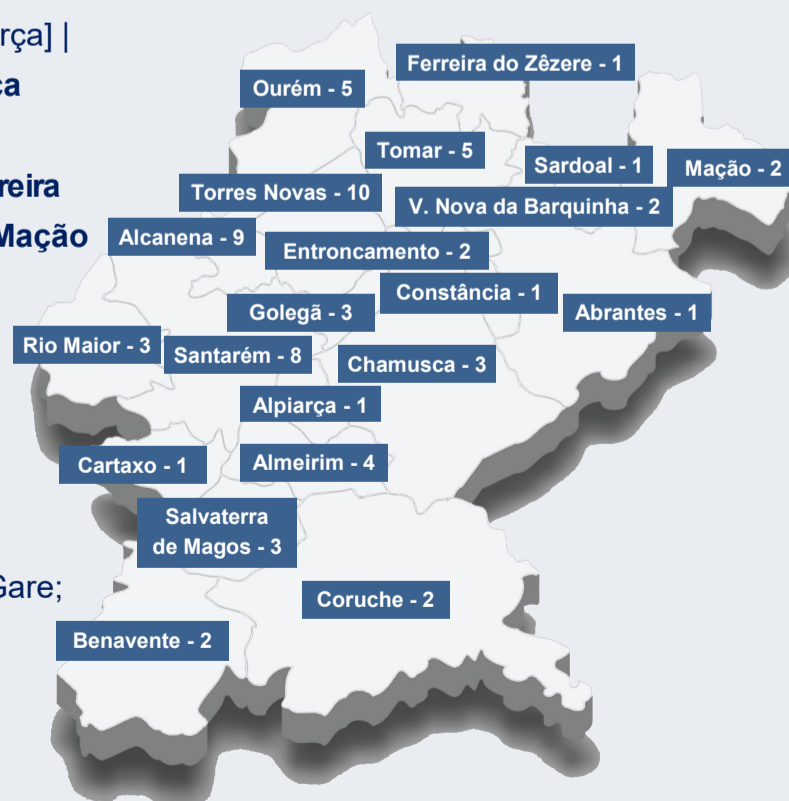 rça] |
Ferreira do Zêzere - 1
Ourém - 5
ca
Tomar - 5
Sardoal - 1
Mação - 2
reira
Torres Novas - 10
V. Nova da Barquinha - 2
Mação
Alcanena - 9
Entroncamento - 2
Constância - 1
Golegã - 3
Abrantes - 1
Rio Maior - 3
Santarém - 8
Chamusca - 3
Alpiarça - 1
Cartaxo - 1
Almeirim - 4
Salvaterra
de Magos - 3
Gare;
Coruche - 2
Benavente - 2